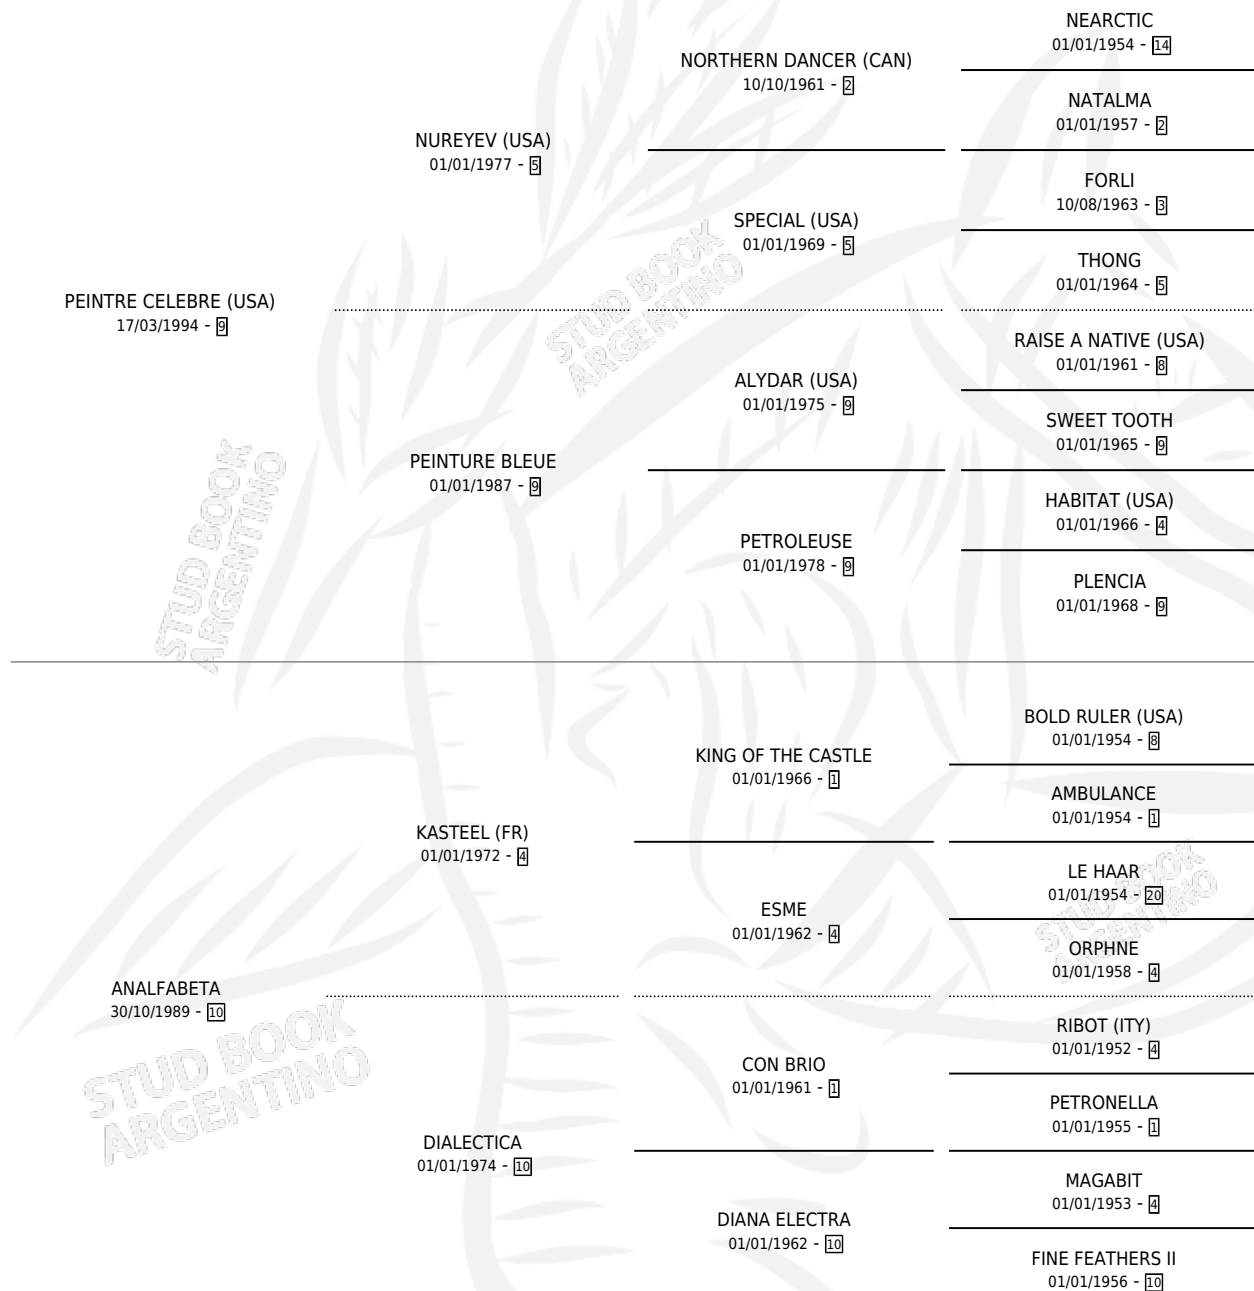 PEINTRE CELEBRE (USA)
17/03/1994 - 9
NUREYEV (USA)
01/01/1977 - 5
NORTHERN DANCER (CAN)
10/10/1961 - 2
NEARCTIC
01/01/1954 - 14
NATALMA
01/01/1957 - 2
SPECIAL (USA)
01/01/1969 - 5
FORLI
10/08/1963 - 3
THONG
01/01/1964 - 5
PEINTURE BLEUE
01/01/1987 - 9
ALYDAR (USA)
01/01/1975 - 9
RAISE A NATIVE (USA)
01/01/1961 - 8
SWEET TOOTH
01/01/1965 - 9
PETROLEUSE
01/01/1978 - 9
HABITAT (USA)
01/01/1966 - 4
PLENCIA
01/01/1968 - 9
ANALFABETA
30/10/1989 - 10
KASTEEL (FR)
01/01/1972 - 4
KING OF THE CASTLE
01/01/1966 - 1
BOLD RULER (USA)
01/01/1954 - 8
AMBULANCE
01/01/1954 - 1
ESME
01/01/1962 - 4
LE HAAR
01/01/1954 - 20
ORPHNE
01/01/1958 - 4
DIALECTICA
01/01/1974 - 10
CON BRIO
01/01/1961 - 1
RIBOT (ITY)
01/01/1952 - 4
PETRONELLA
01/01/1955 - 1
DIANA ELECTRA
01/01/1962 - 10
MAGABIT
01/01/1953 - 4
FINE FEATHERS II
01/01/1956 - 10
STUD BOOK
ARGENTINO
STUD BOOK
ARGENTINO
STUD BOOK
ARGENTINO
STUD BOOK
ARGENTINO